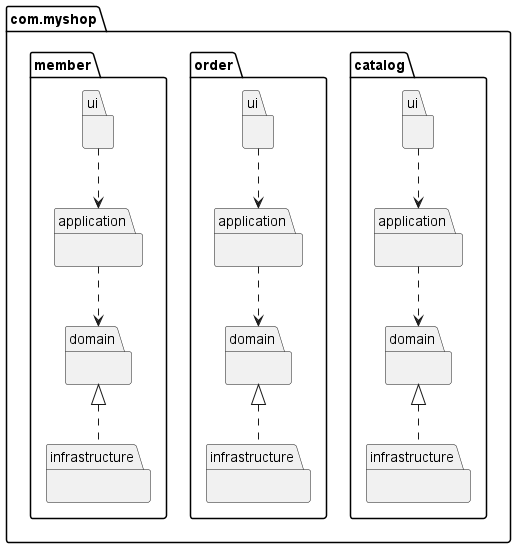 com.myshop
member
order
catalog
ui
ui
ui
application
application
application
domain
domain
domain
infrastructure
infrastructure
infrastructure